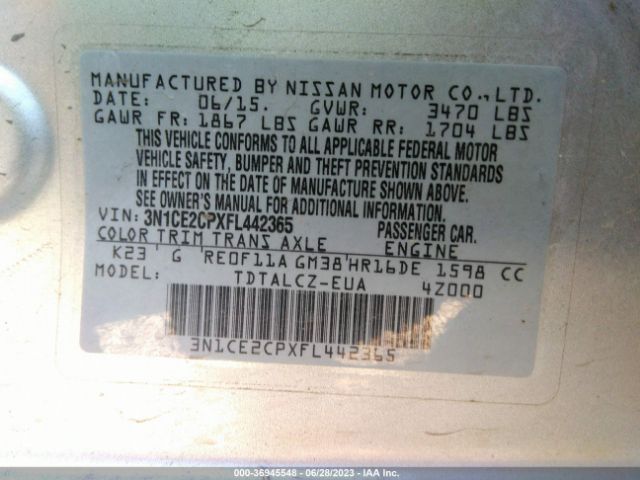 MANUFACTURED BY NISSAN MOTOR CO.,LTD.
DATE: 06/15. GVWR: 3470 LBS
GAWR FR: 1867 LBS GAWR RR: 1704 LBS
THIS VEHICLE CONFORMS TO ALL APPLICABLE FEDERAL MOTOR
VEHICLE SAFETY, BUMPER AND THEFT PREVENTION STANDARDS
IN EFFECT ON THE DATE OF MANUFACTURE SHOWN ABOVE.
SEE OWNER'S MANUAL FOR ADDITIONAL INFORMATION.
VIN: 3N1CE2CPXFL442365 PASSENGER CAR.
COLOR TRIM TRANS AXLE ENGINE
K23 ' G RE0F11A GM38'HR16DE 1598 CC
MODEL: TDTALCZ-EUA 4Z000
3N1CE2CPXFL442365
000-36945548 - 06/28/2023 - IAA Inc.